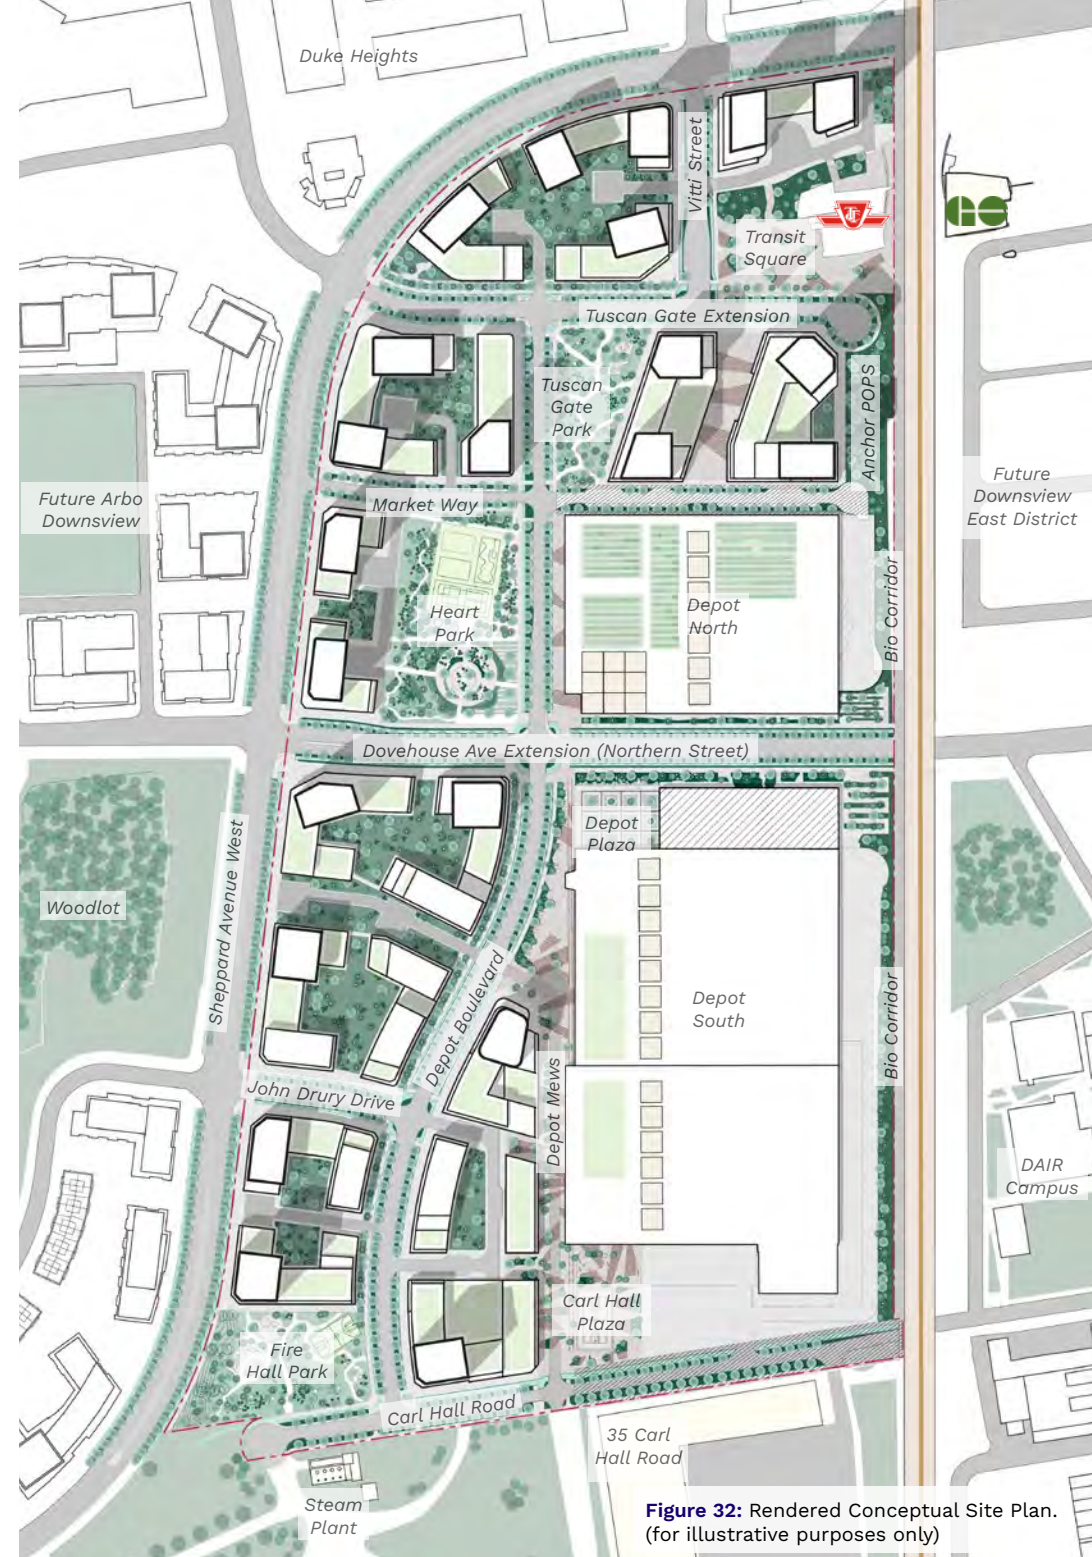 Duke Heights
Vitti Street
TTC
GO
Transit
Square
Tuscan Gate Extension
Tuscan
Gate
Park
Anchor POPS
Future Arbo
Downsview
Market Way
Future
Downsview
East District
Heart
Park
Depot
North
Bio Corridor
Dovehouse Ave Extension (Northern Street)
Depot
Plaza
Woodlot
Sheppard Avenue West
Depot Boulevard
Depot
South
Bio Corridor
John Drury Drive
Depot Mews
DAIR
Campus
Carl Hall
Plaza
Fire
Hall Park
Carl Hall Road
35 Carl
Hall Road
Steam
Plant
Figure 32: Rendered Conceptual Site Plan.
(for illustrative purposes only)